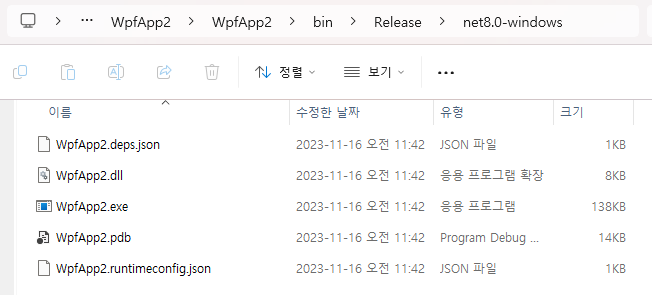 WpfApp2 > WpfApp2 > bin > Release > net8.0-windows
정렬 보기
이름 수정한 날짜 유형 크기
WpfApp2.deps.json 2023-11-16 오전 11:42 JSON 파일 1KB
WpfApp2.dll 2023-11-16 오전 11:42 응용 프로그램 확장 8KB
WpfApp2.exe 2023-11-16 오전 11:42 응용 프로그램 138KB
WpfApp2.pdb 2023-11-16 오전 11:42 Program Debug ... 14KB
WpfApp2.runtimeconfig.json 2023-11-16 오전 11:42 JSON 파일 1KB